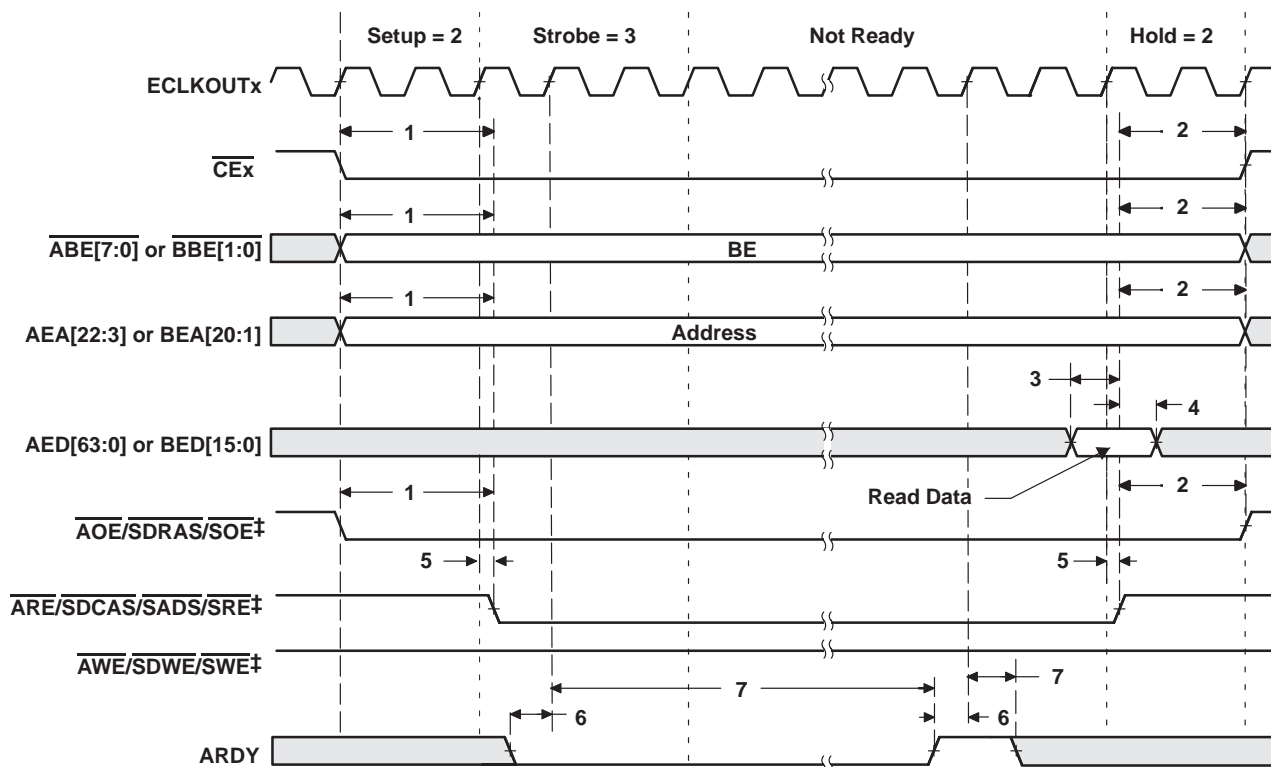 Setup = 2 Strobe = 3 Not Ready Hold = 2
ECLKOUTx
1 2
CEx
1 2
ABE[7:0] or BBE[1:0] BE
1 2
AEA[22:3] or BEA[20:1] Address
3
4
AED[63:0] or BED[15:0]
1 Read Data 2
AOE/SDRAS/SOE‡
5 5
ARE/SDCAS/SADS/SRE‡
AWE/SDWE/SWE‡
7 7
6 6
ARDY